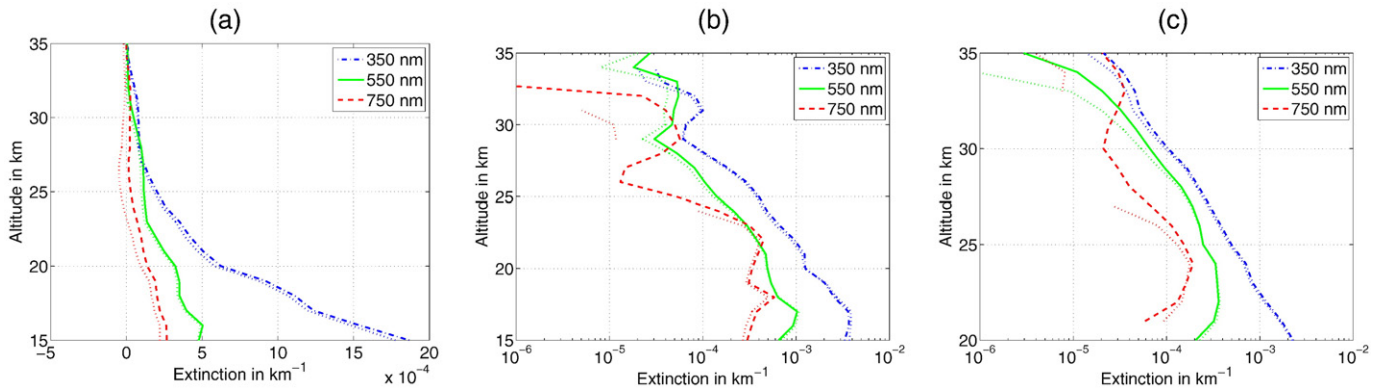 (a)
(b)
(c)
35
30
25
20
15
−5
0
5
10
15
20
x 10⁻⁴
Altitude in km
Extinction in km⁻¹
350 nm
550 nm
750 nm
35
30
25
20
15
10⁻⁶
10⁻⁵
10⁻⁴
10⁻³
10⁻²
Altitude in km
Extinction in km⁻¹
350 nm
550 nm
750 nm
35
30
25
20
10⁻⁶
10⁻⁵
10⁻⁴
10⁻³
10⁻²
Altitude in km
Extinction in km⁻¹
350 nm
550 nm
750 nm